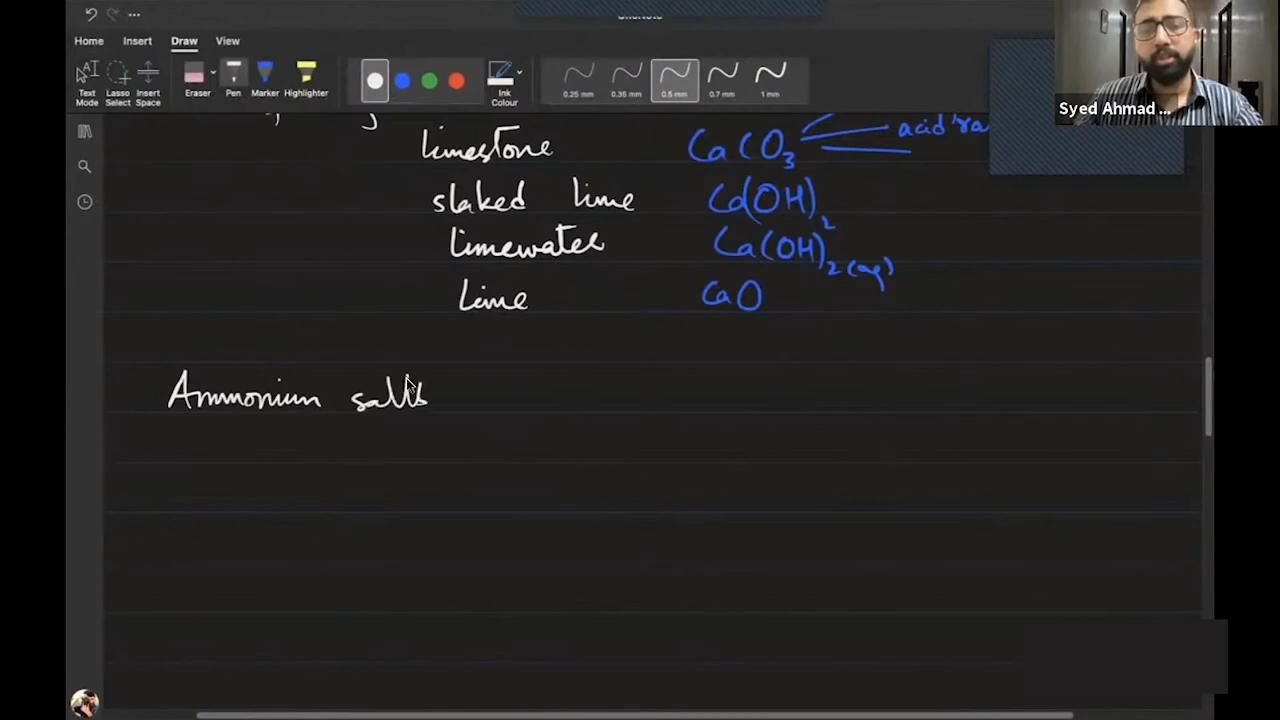 Home Insert Draw View
Text Mode Lasso Select Insert Space Eraser Pen Marker Highlighter Ink Colour 0.25 mm 0.35 mm 0.5 mm 0.7 mm 1 mm
Syed Ahmad ...
acid ra
limestone CaCO3
slaked lime Ca(OH)2
limewater Ca(OH)2(aq)
lime CaO
Ammonium salts